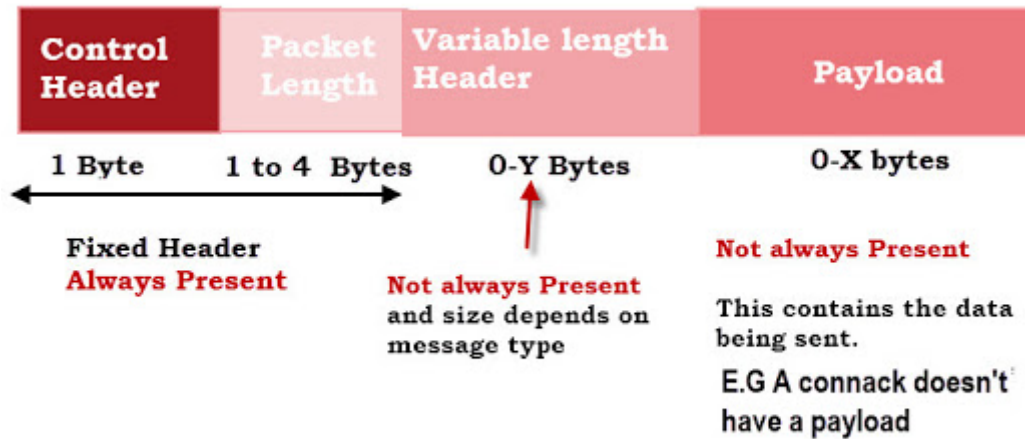 Control
Header
Packet
Length
Variable length
Header
Payload
1 Byte
1 to 4 Bytes
0-Y Bytes
0-X bytes
Fixed Header
Always Present
Not always Present
and size depends on
message type
Not always Present
This contains the data
being sent.
E.G A connack doesn't
have a payload